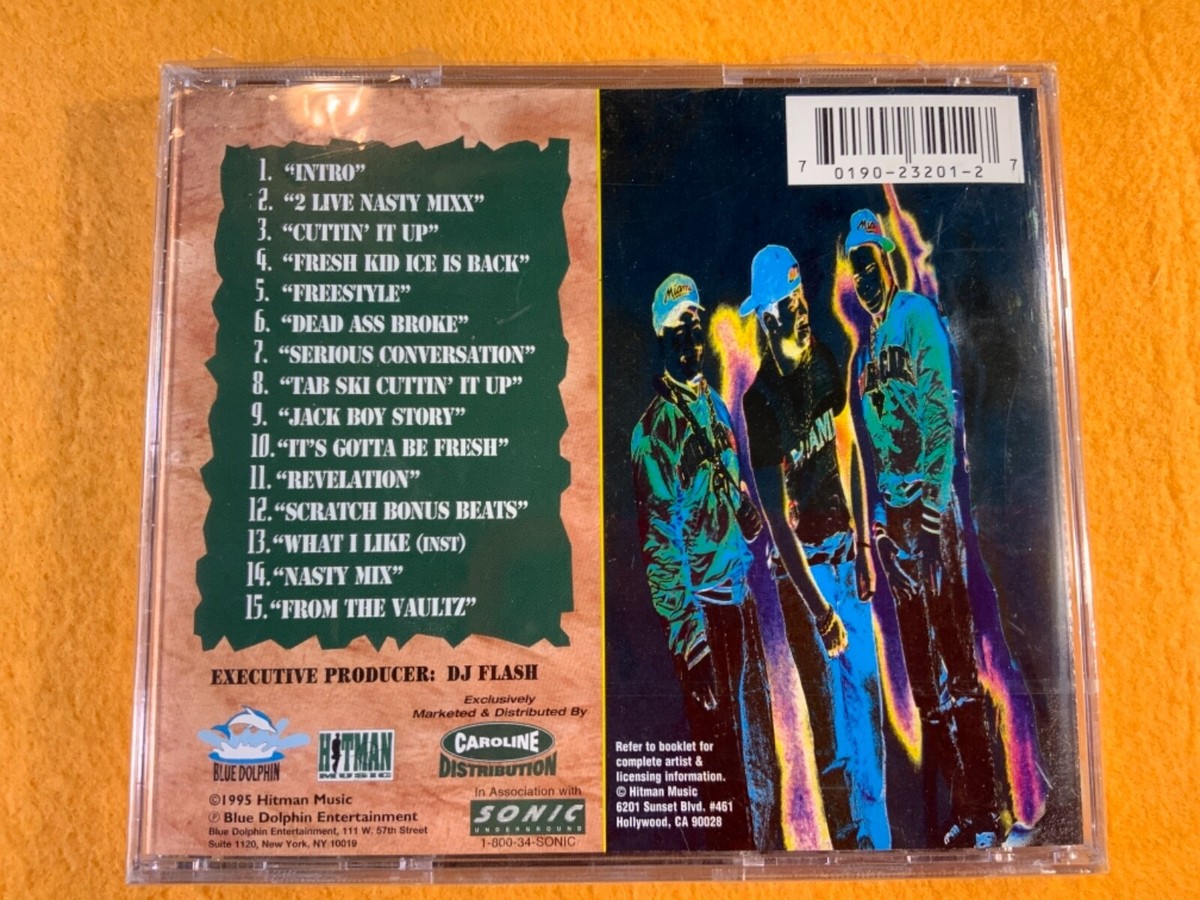 1. "INTRO"
2. "2 LIVE NASTY MIXX"
3. "CUTTIN' IT UP"
4. "FRESH KID ICE IS BACK"
5. "FREESTYLE"
6. "DEAD ASS BROKE"
7. "SERIOUS CONVERSATION"
8. "TAB SKI CUTTIN' IT UP"
9. "JACK BOY STORY"
10. "IT'S GOTTA BE FRESH"
11. "REVELATION"
12. "SCRATCH BONUS BEATS"
13. "WHAT I LIKE (INST)
14. "NASTY MIX"
15. "FROM THE VAULTZ"
EXECUTIVE PRODUCER: DJ FLASH
Exclusively
Marketed & Distributed By
BLUE DOLPHIN
HITMAN
MUSIC
CAROLINE
DISTRIBUTION
In Association with
SONIC
UNDERGROUND
1-800-34-SONIC
©1995 Hitman Music
℗ Blue Dolphin Entertainment
Blue Dolphin Entertainment, 111 W. 57th Street
Suite 1120, New York, NY 10019
7 0190-23201-2 7
Miami
Mia
MIAMI
Refer to booklet for
complete artist &
licensing information.
© Hitman Music
6201 Sunset Blvd. #461
Hollywood, CA 90028